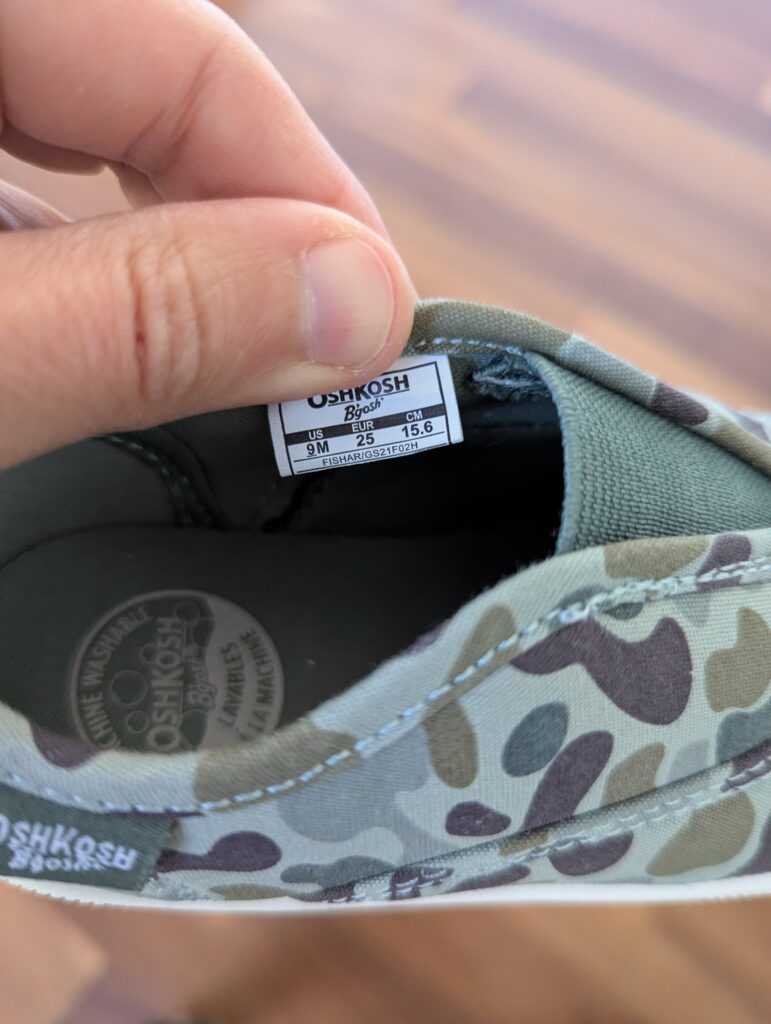 OSHKOSH
B'gosh®
US EUR CM
9M 25 15.6
FISHAR/GS21F02H
MACHINE WASHABLE
OSHKOSH
B'gosh
LAVABLES
À LA MACHINE
OSHKOSH
B'gosh